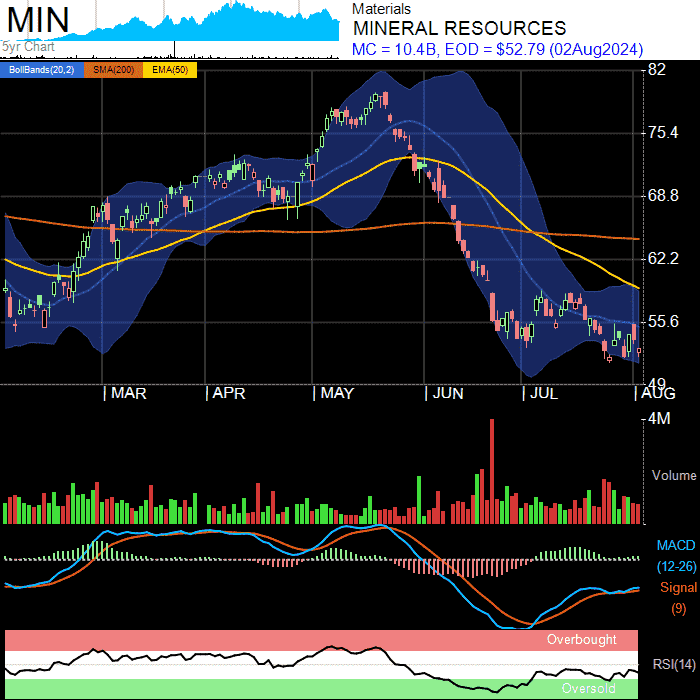 MIN
5yr Chart
Materials
MINERAL RESOURCES
MC = 10.4B, EOD = $52.79 (02Aug2024)
BollBands(20,2) SMA(200) EMA(50)
82
75.4
68.8
62.2
55.6
49
| MAR | APR | MAY | JUN | JUL | AUG
4M
Volume
MACD
(12-26)
Signal
(9)
Overbought
RSI(14)
Oversold